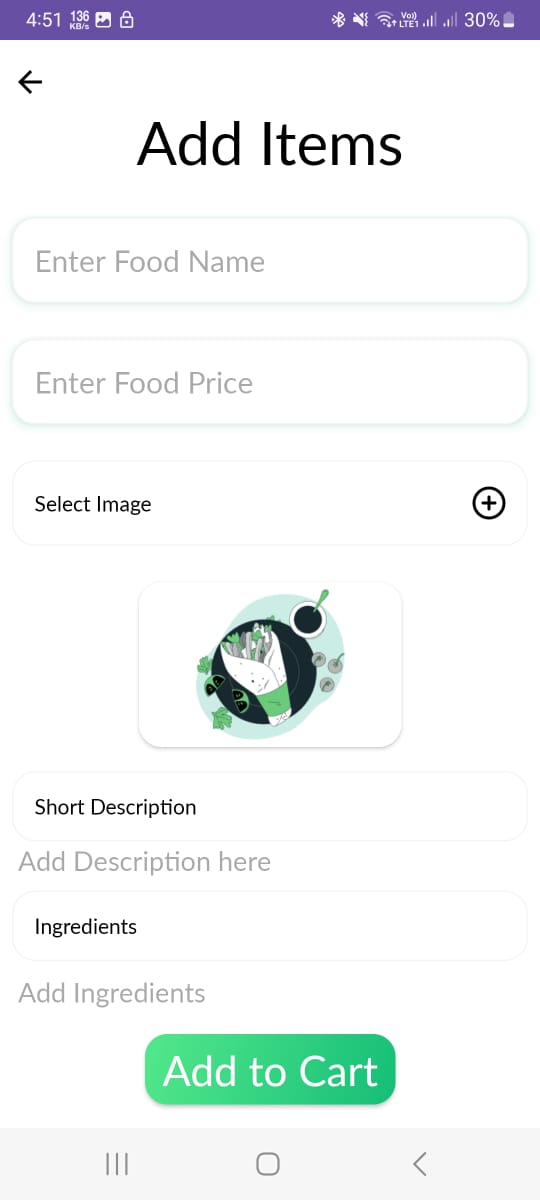 4:51 136 KB/s Vo)) LTE1 30%
Add Items
Enter Food Name
Enter Food Price
Select Image
Short Description
Add Description here
Ingredients
Add Ingredients
Add to Cart